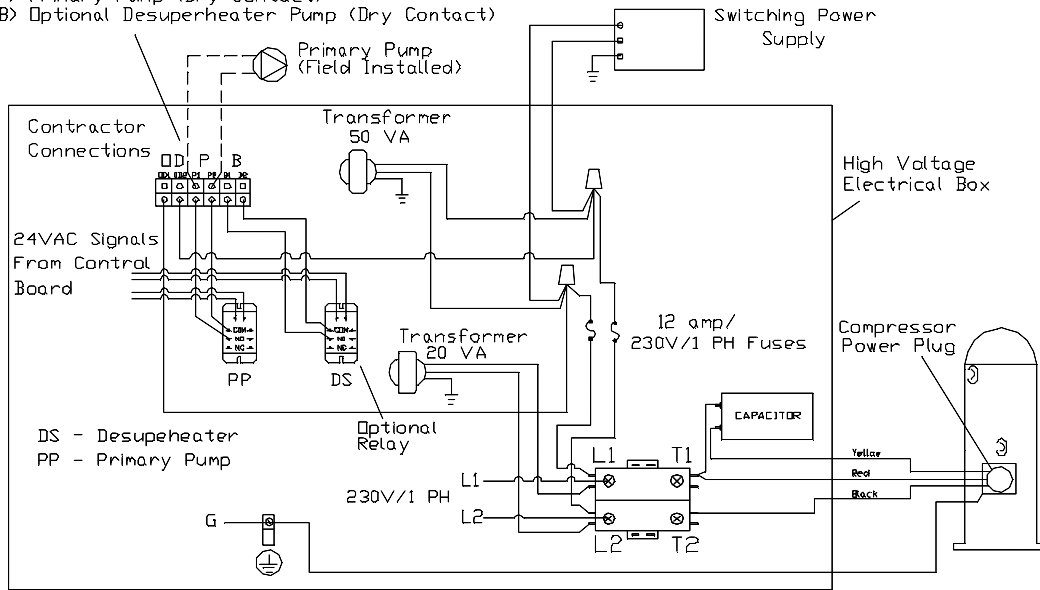 B) Optional Desuperheater Pump (Dry Contact)
Switching Power
Supply
Primary Pump
(Field Installed)
Transformer
50 VA
Contractor
Connections
OD P B
P1
High Voltage
Electrical Box
24VAC Signals
From Control
Board
COM
NO
NC
COM
NO
NC
PP
DS
Transformer
20 VA
12 amp/
230V/1 PH Fuses
Compressor
Power Plug
Optional
Relay
CAPACITOR
DS - Desupeheater
PP - Primary Pump
L1
T1
Yellow
Red
Black
L1
230V/1 PH
L2
G
L2
T2